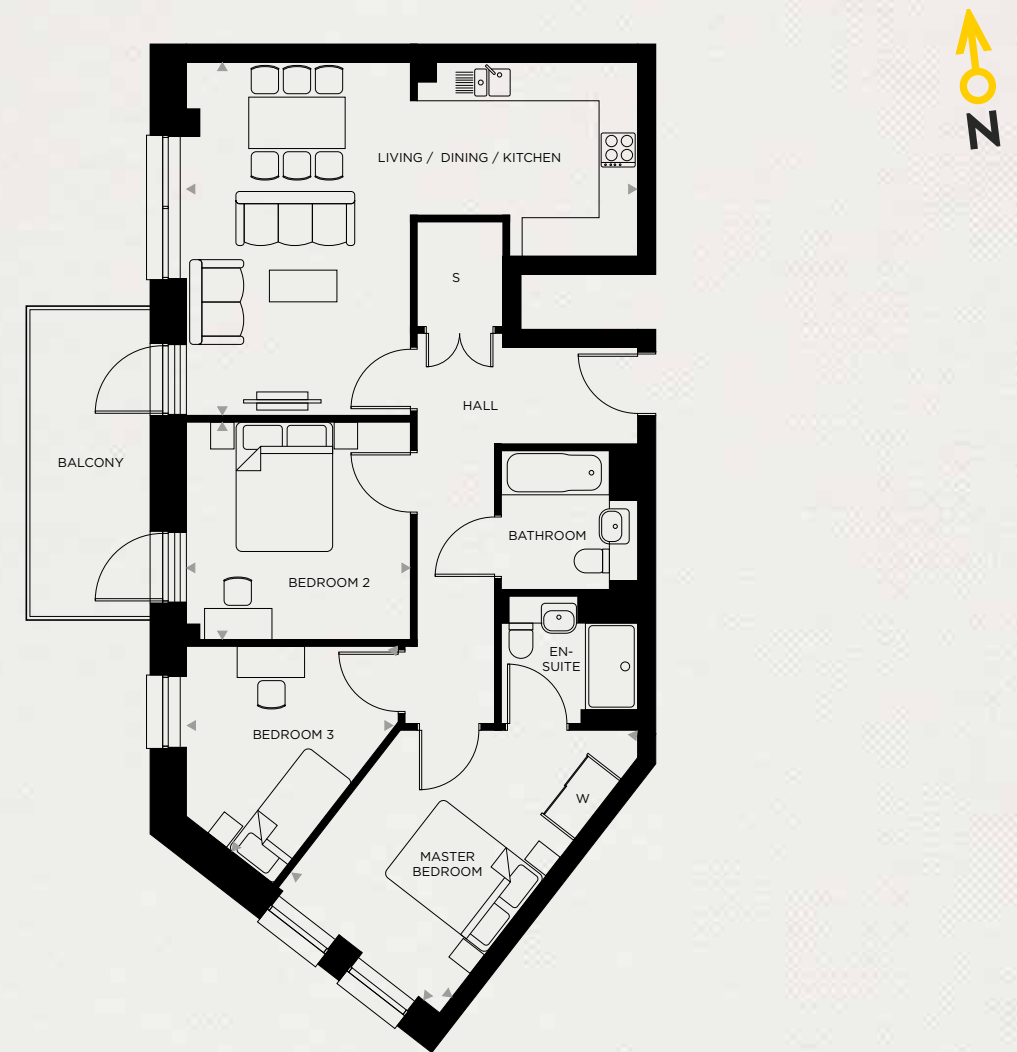 N
LIVING / DINING / KITCHEN
S
HALL
BALCONY
BATHROOM
BEDROOM 2
EN-
SUITE
BEDROOM 3
W
MASTER
BEDROOM